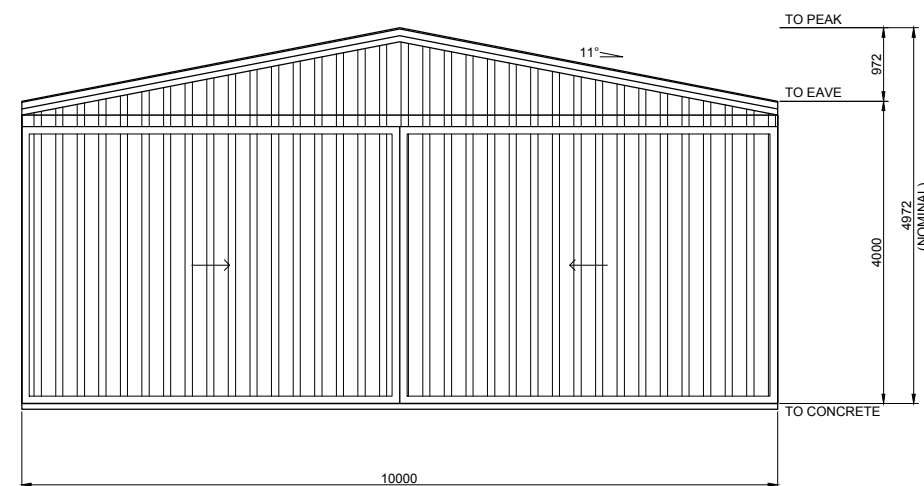 TO PEAK
11°
972
TO EAVE
4000
4972
(NOMINAL)
TO CONCRETE
10000